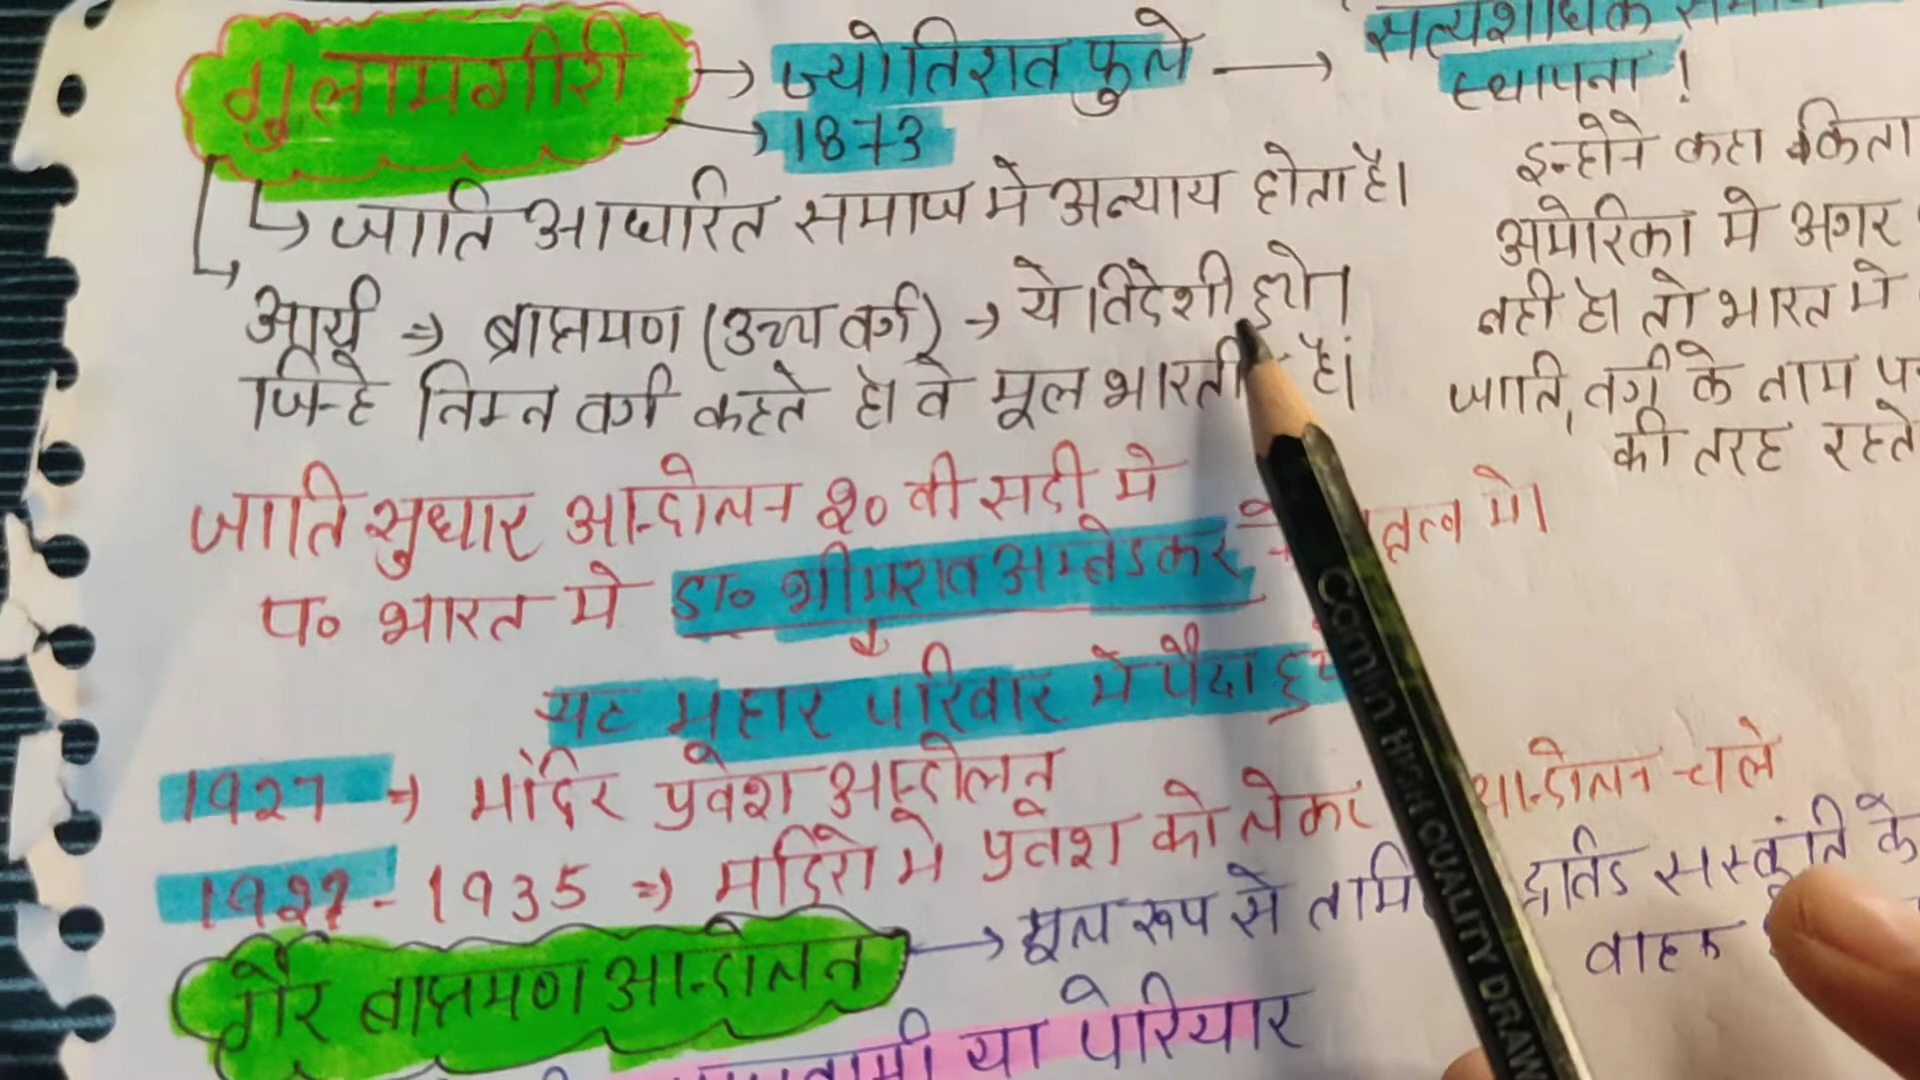 गुलामगीरी → ज्योतिराव फुले → सत्यशोधक
स्थापना !
→ 1873
इन्होने कहा कि
जाति आधारित समाज मे अन्याय होता है।
अमेरिका मे अगर
आर्य ⇒ ब्राह्मण (उच्च वर्ग) → ये विदेशी हुये।
नही है तो भारत मे
जिन्हे निम्न वर्ग कहते है। वे मूल भारती है।
जाति, वर्ग के नाम
की तरह रहते
जाति सुधार आन्दोलन 20 वी सदी मे
प० भारत मे डा० भीमराव अम्बेडकर मे।
यह महार परिवार मे पैदा
1927 ⇒ मंदिर प्रवेश आन्दोलन
1927 - 1935 ⇒ मंदिरो मे प्रवेश को लेकर आन्दोलन चले
गैर ब्राह्मण आन्दोलन → मूल रूप से द्रविड संस्कृति के
वाहक
या पेरियार